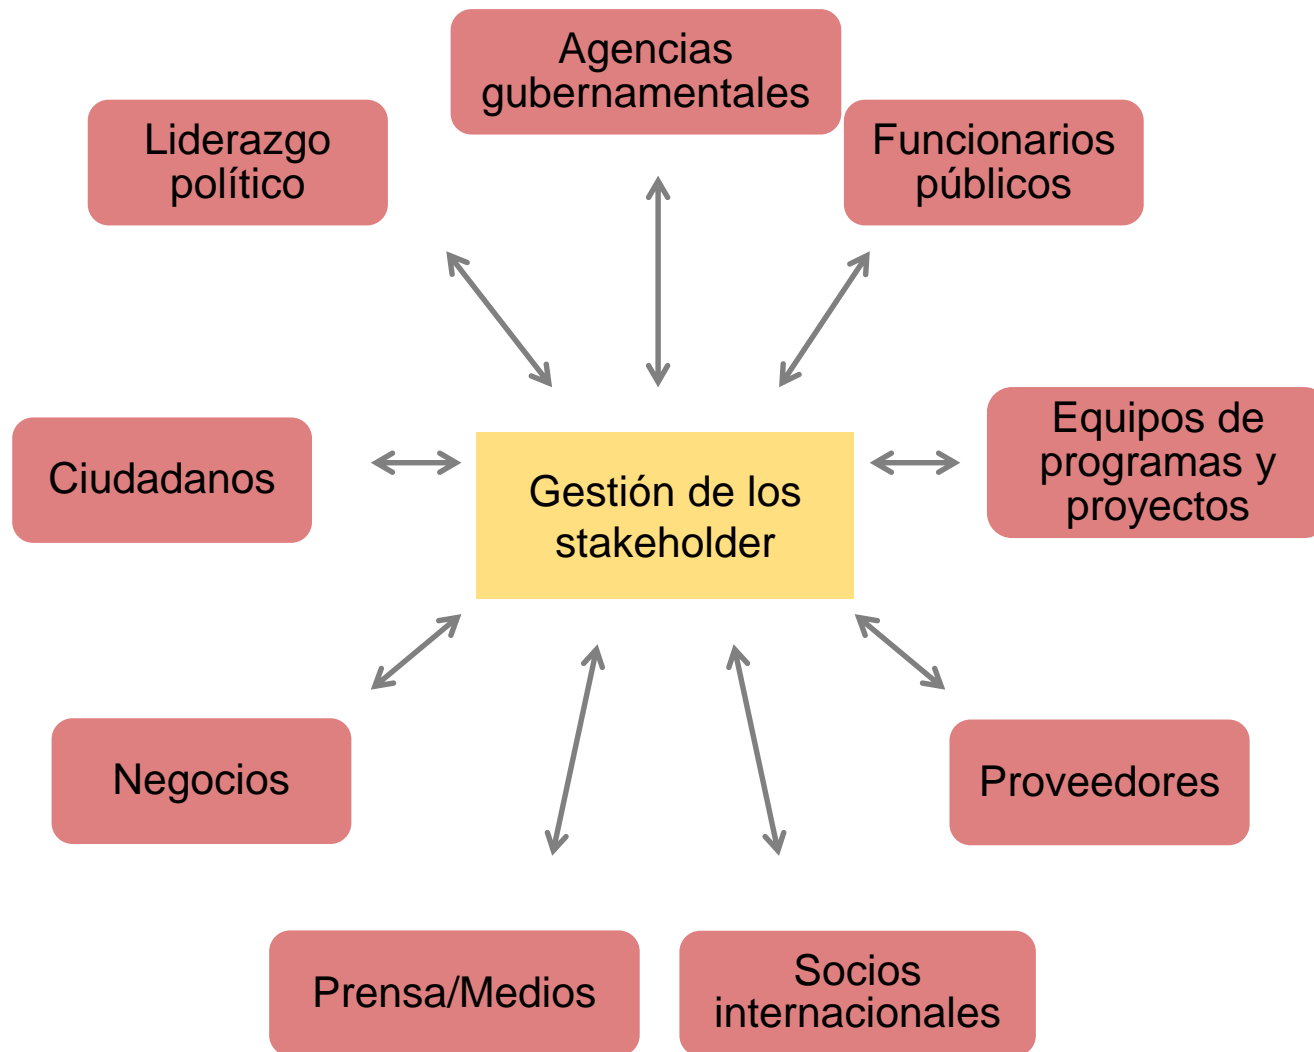 Agencias
gubernamentales
Liderazgo
político
Funcionarios
públicos
Ciudadanos
Gestión de los
stakeholder
Equipos de
programas y
proyectos
Negocios
Proveedores
Prensa/Medios
Socios
internacionales